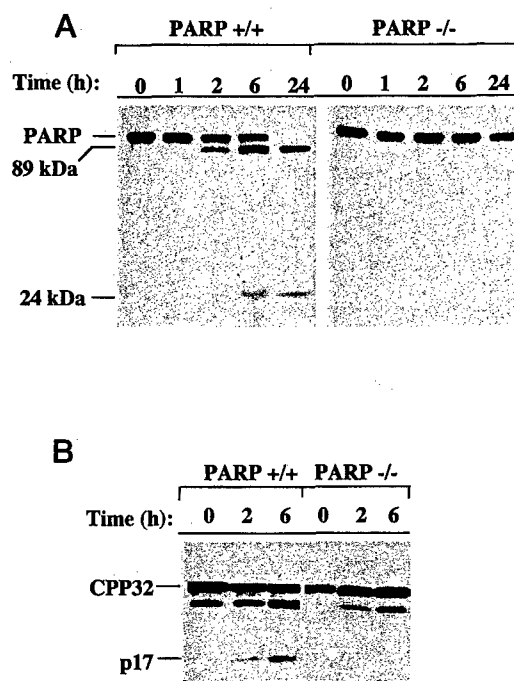 A
PARP +/+ PARP -/-
Time (h): 0 1 2 6 24 0 1 2 6 24
PARP
89 kDa
24 kDa
B
PARP +/+ PARP -/-
Time (h): 0 2 6 0 2 6
CPP32
p17